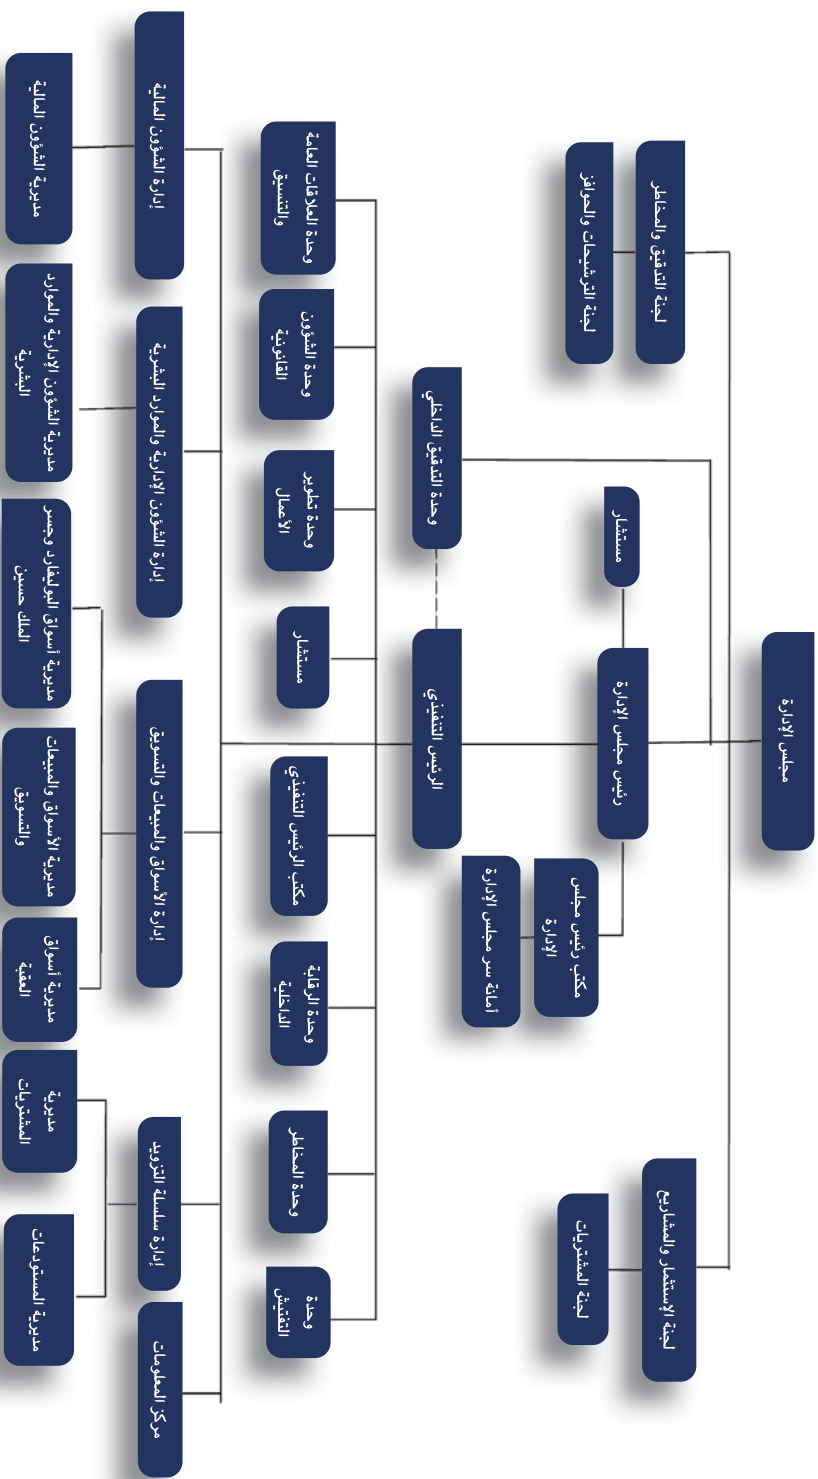 مجلس الإدارة
لجنة التدقيق والمخاطر
لجنة الترشيحات والحوافز
لجنة الإستثمار والمشاريع
لجنة المشتريات
رئيس مجلس الإدارة
مستشار
مكتب رئيس مجلس
الإدارة
أمانة سر مجلس الإدارة
وحدة التدقيق الداخلي
الرئيس التنفيذي
وحدة العلاقات العامة
والتنسيق
وحدة الشؤون
القانونية
وحدة تطوير
الأعمال
مستشار
مكتب الرئيس التنفيذي
وحدة الرقابة
الداخلية
وحدة المخاطر
وحدة
التفتيش
إدارة الشؤون المالية
إدارة الشؤون الإدارية والموارد البشرية
إدارة الأسواق والمبيعات والتسويق
إدارة سلسلة التزويد
مركز المعلومات
مديرية الشؤون المالية
مديرية الشؤون الإدارية والموارد
البشرية
مديرية أسواق البوليفارد وجسر
الملك حسين
مديرية الأسواق والمبيعات
والتسويق
مديرية أسواق
العقبة
مديرية
المشتريات
مديرية المستودعات